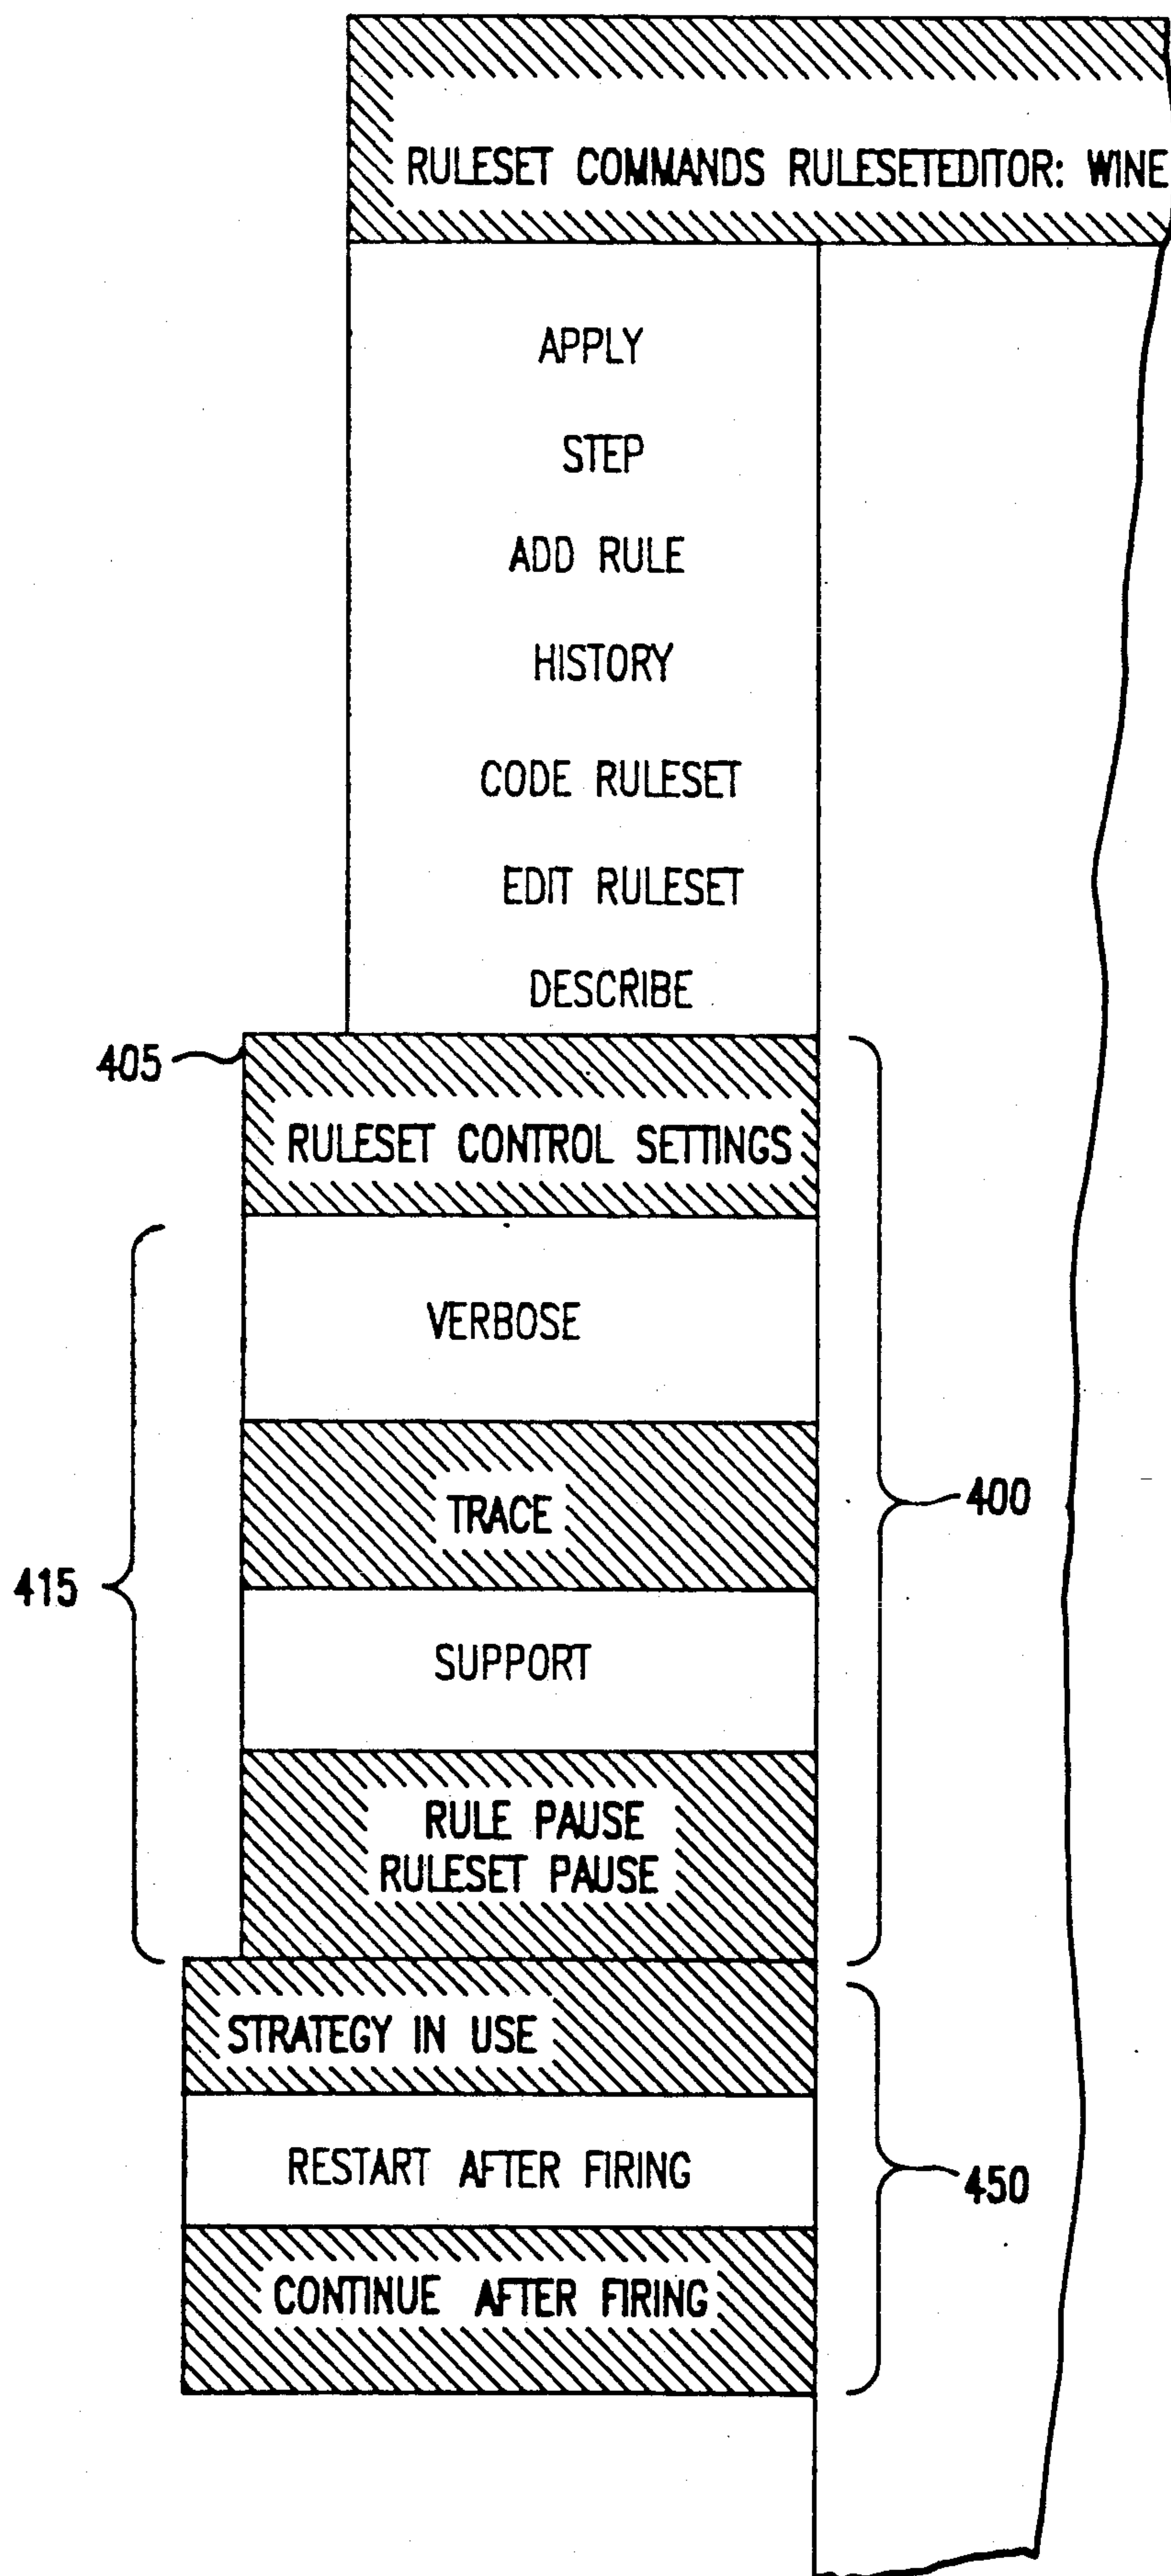 RULESET COMMANDS RULESETEDITOR: WINE
APPLY
STEP
ADD RULE
HISTORY
CODE RULESET
EDIT RULESET
DESCRIBE
405
RULESET CONTROL SETTINGS
VERBOSE
TRACE
400
415
SUPPORT
RULE PAUSE
RULESET PAUSE
STRATEGY IN USE
RESTART AFTER FIRING
450
CONTINUE AFTER FIRING